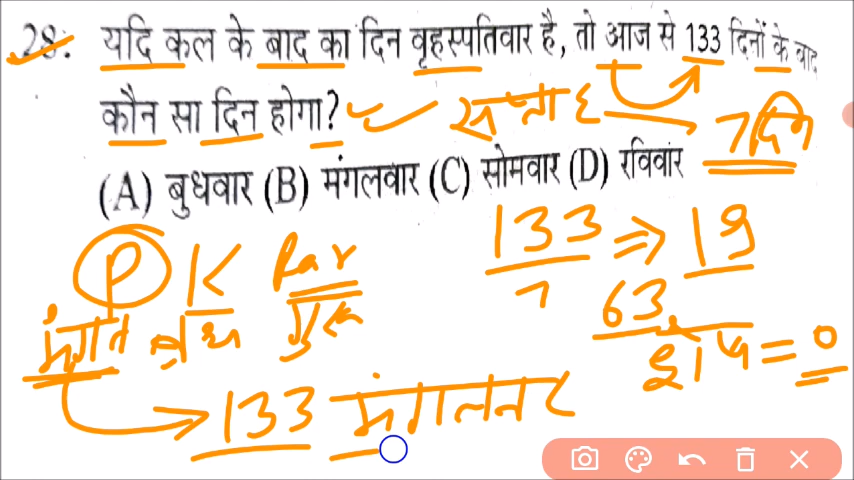 28. यदि कल के बाद का दिन वृहस्पतिवार है, तो आज से 133 दिनों के बाद
कौन सा दिन होगा? सप्ताह 7 दिन
(A) बुधवार (B) मंगलवार (C) सोमवार (D) रविवार
133 ⇒ 19
7
63
शेष = 0
P K Par
मंगल बुध गुरू
133 मंगलवार